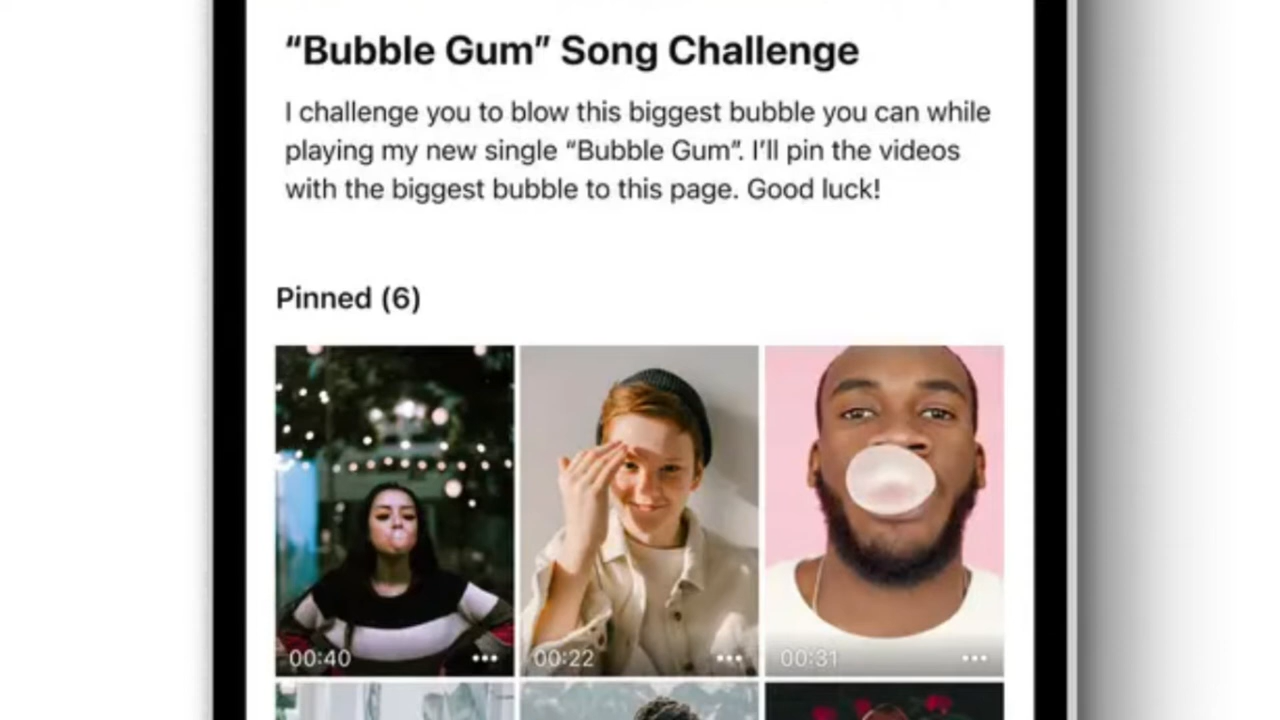 “Bubble Gum” Song Challenge
I challenge you to blow this biggest bubble you can while
playing my new single “Bubble Gum”. I’ll pin the videos
with the biggest bubble to this page. Good luck!
Pinned (6)
00:40 00:22 00:31